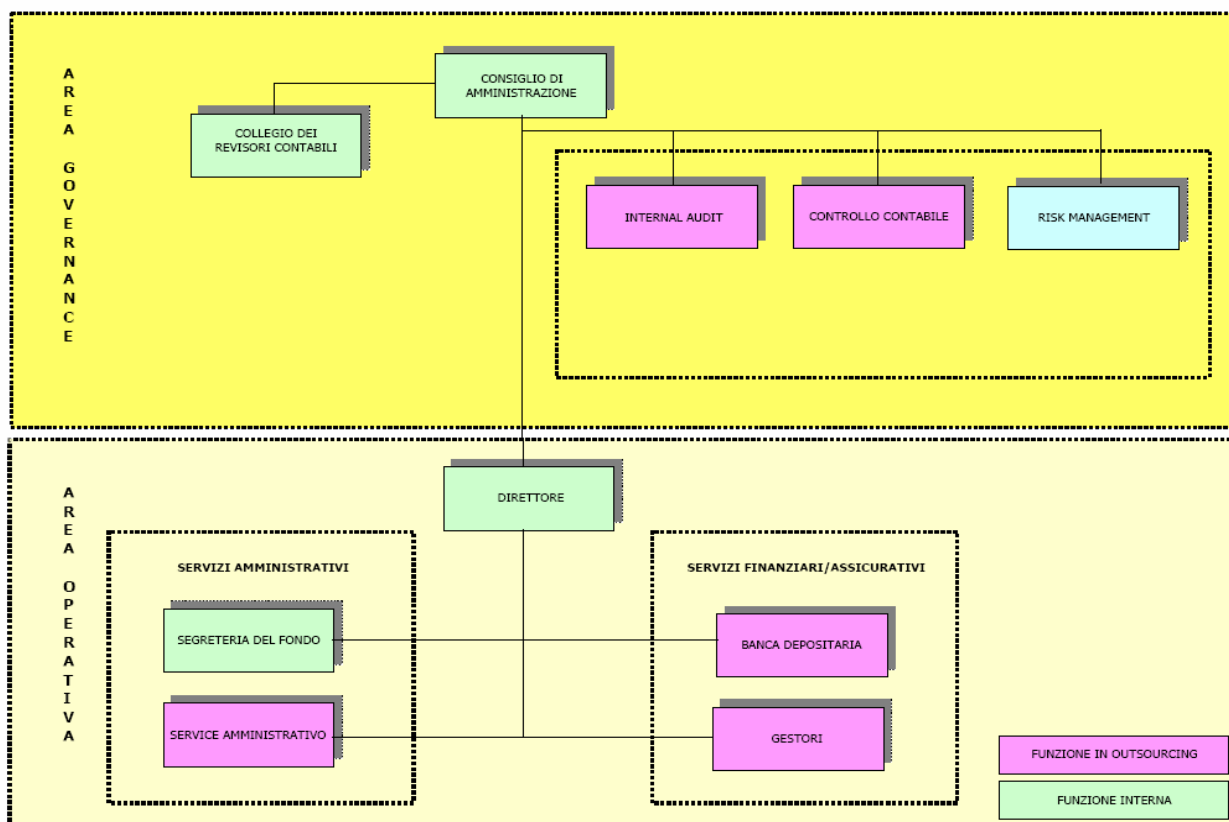 AREA GOVERNANCE
CONSIGLIO DI
AMMINISTRAZIONE
COLLEGIO DEI
REVISORI CONTABILI
INTERNAL AUDIT
CONTROLLO CONTABILE
RISK MANAGEMENT
AREA OPERATIVA
DIRETTORE
SERVIZI AMMINISTRATIVI
SEGRETERIA DEL FONDO
SERVICE AMMINISTRATIVO
SERVIZI FINANZIARI/ASSICURATIVI
BANCA DEPOSITARIA
GESTORI
FUNZIONE IN OUTSORCING
FUNZIONE INTERNA